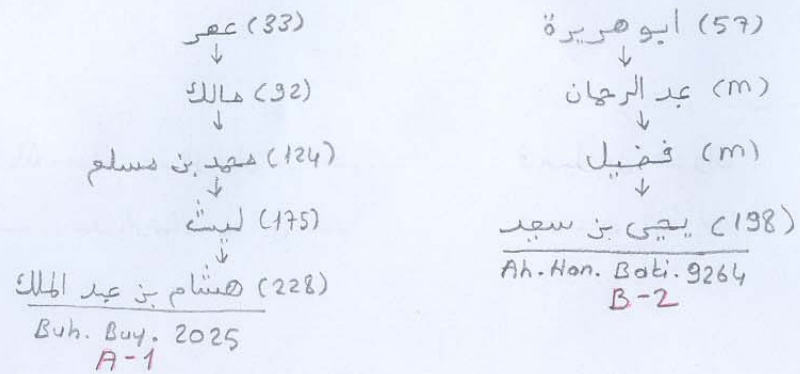 عمر (33)
مالك (92)
محمد بن مسلم (124)
ليث (175)
هشام بن عبد الملك (228)
Buh. Buy. 2025
A-1
ابو هريرة (57)
عبد الرحمان (m)
فضيل (m)
يحيى بن سعيد (198)
Ah. Han. Baki. 9264
B-2